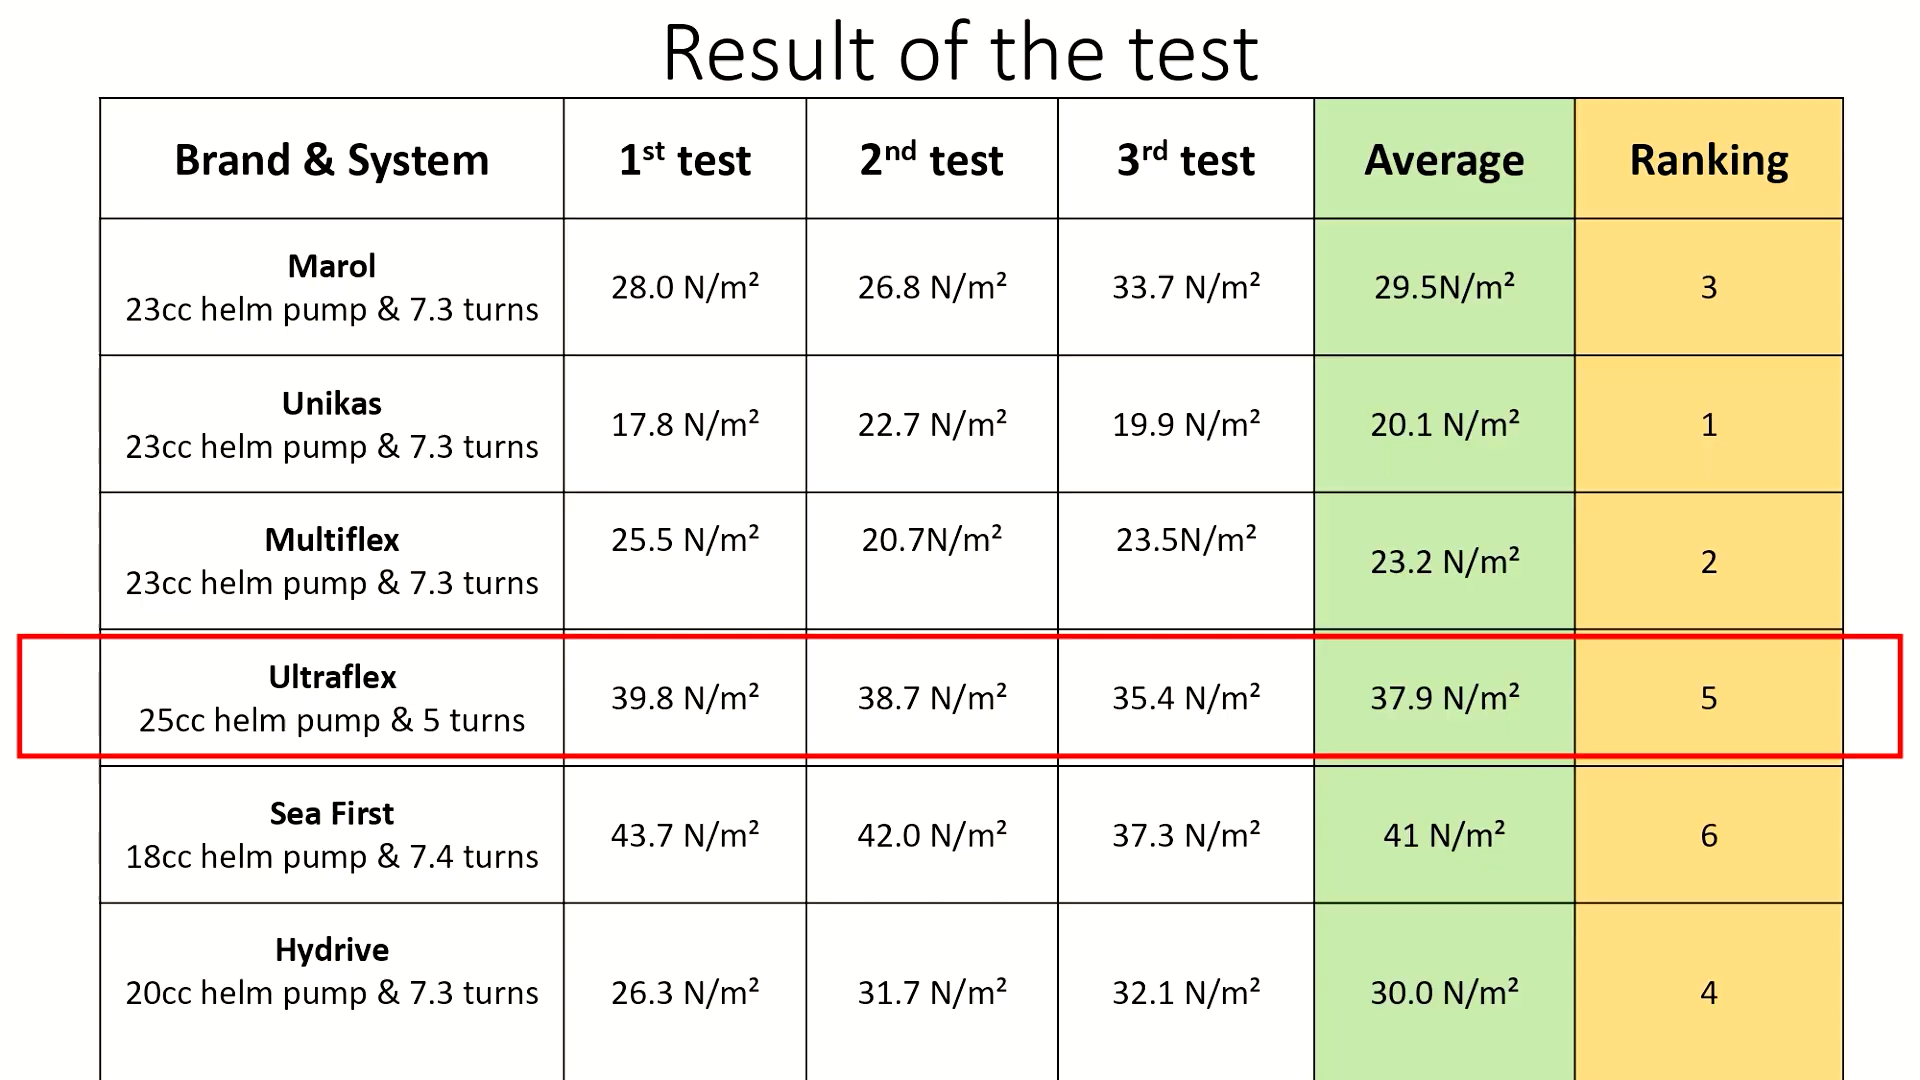 Result of the test
Brand & System 1st test 2nd test 3rd test Average Ranking
Marol
23cc helm pump & 7.3 turns 28.0 N/m² 26.8 N/m² 33.7 N/m² 29.5N/m² 3
Unikas
23cc helm pump & 7.3 turns 17.8 N/m² 22.7 N/m² 19.9 N/m² 20.1 N/m² 1
Multiflex
23cc helm pump & 7.3 turns 25.5 N/m² 20.7N/m² 23.5N/m² 23.2 N/m² 2
Ultraflex
25cc helm pump & 5 turns 39.8 N/m² 38.7 N/m² 35.4 N/m² 37.9 N/m² 5
Sea First
18cc helm pump & 7.4 turns 43.7 N/m² 42.0 N/m² 37.3 N/m² 41 N/m² 6
Hydrive
20cc helm pump & 7.3 turns 26.3 N/m² 31.7 N/m² 32.1 N/m² 30.0 N/m² 4